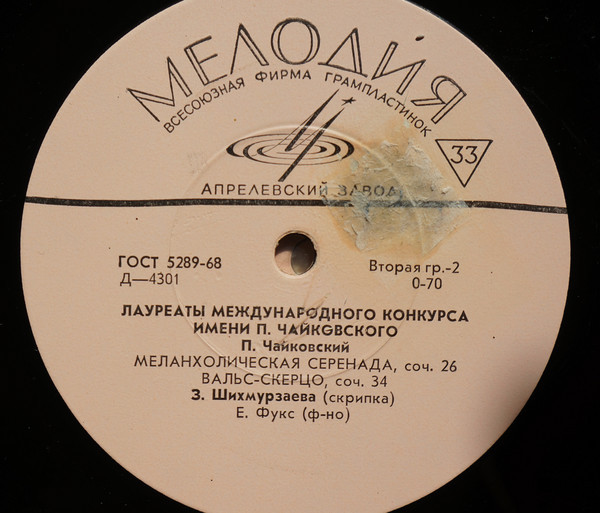 МЕЛОДИЯ
ВСЕСОЮЗНАЯ ФИРМА ГРАМПЛАСТИНОК
33
АПРЕЛЕВСКИЙ ЗАВОД
ГОСТ 5289-68
Д—4301
Вторая гр.-2
0-70
ЛАУРЕАТЫ МЕЖДУНАРОДНОГО КОНКУРСА
ИМЕНИ П. ЧАЙКОВСКОГО
П. Чайковский
МЕЛАНХОЛИЧЕСКАЯ СЕРЕНАДА, соч. 26
ВАЛЬС-СКЕРЦО, соч. 34
З. Шихмурзаева (скрипка)
Е. Фукс (ф-но)